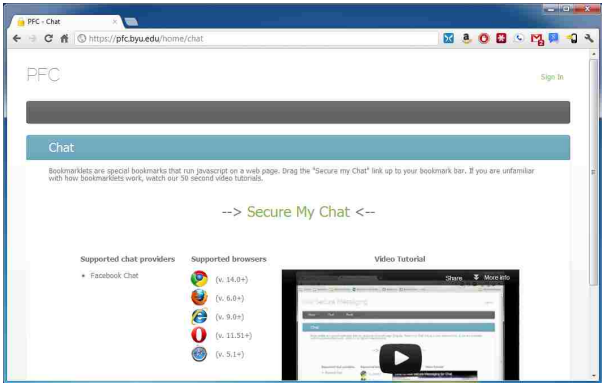 PFC - Chat
https://pfc.byu.edu/home/chat
PFC
Sign In
Chat
Bookmarklets are special bookmarks that run javascript on a web page. Drag the "Secure my Chat" link up to your bookmark bar. If you are unfamiliar
with how bookmarklets work, watch our 50 second video tutorials.
--> Secure My Chat <--
Supported chat providers
• Facebook Chat
Supported browsers
(v. 14.0+)
(v. 6.0+)
(v. 9.0+)
(v. 11.51+)
(v. 5.1+)
Video Tutorial
Share
More info